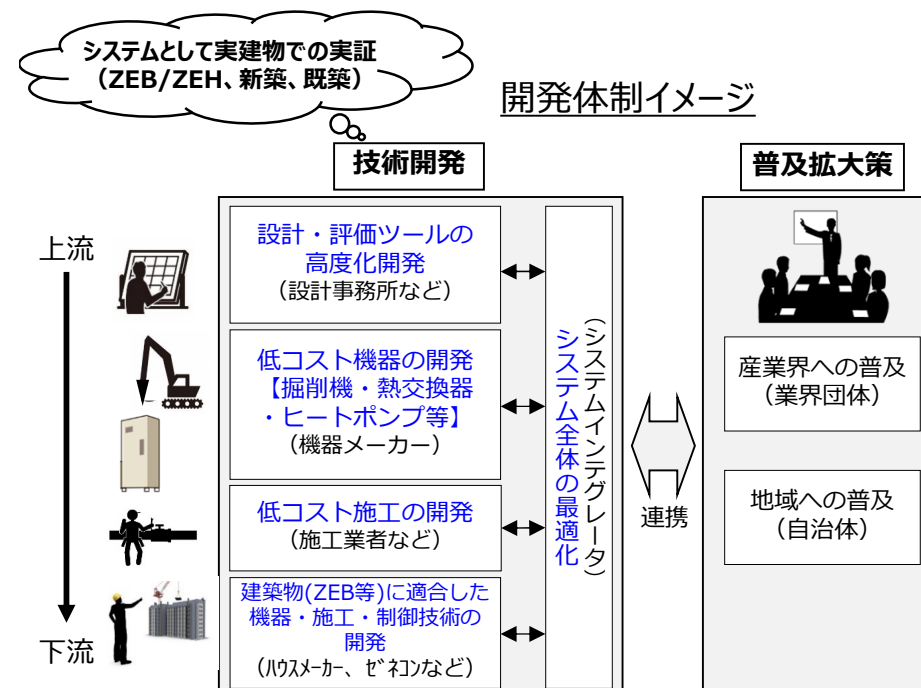 システムとして実建物での実証
（ZEB/ZEH、新築、既築）
開発体制イメージ
技術開発
普及拡大策
上流
設計・評価ツールの
高度化開発
（設計事務所など）
低コスト機器の開発
【掘削機・熱交換器
・ヒートポンプ等】
（機器メーカー）
低コスト施工の開発
（施工業者など）
建築物(ZEB等)に適合した
機器・施工・制御技術の
開発
（ﾊｳｽﾒｰｶｰ、ｾﾞﾈｺﾝなど）
下流
システム全体の最適化
（システムインテグレータ）
連携
産業界への普及
（業界団体）
地域への普及
（自治体）